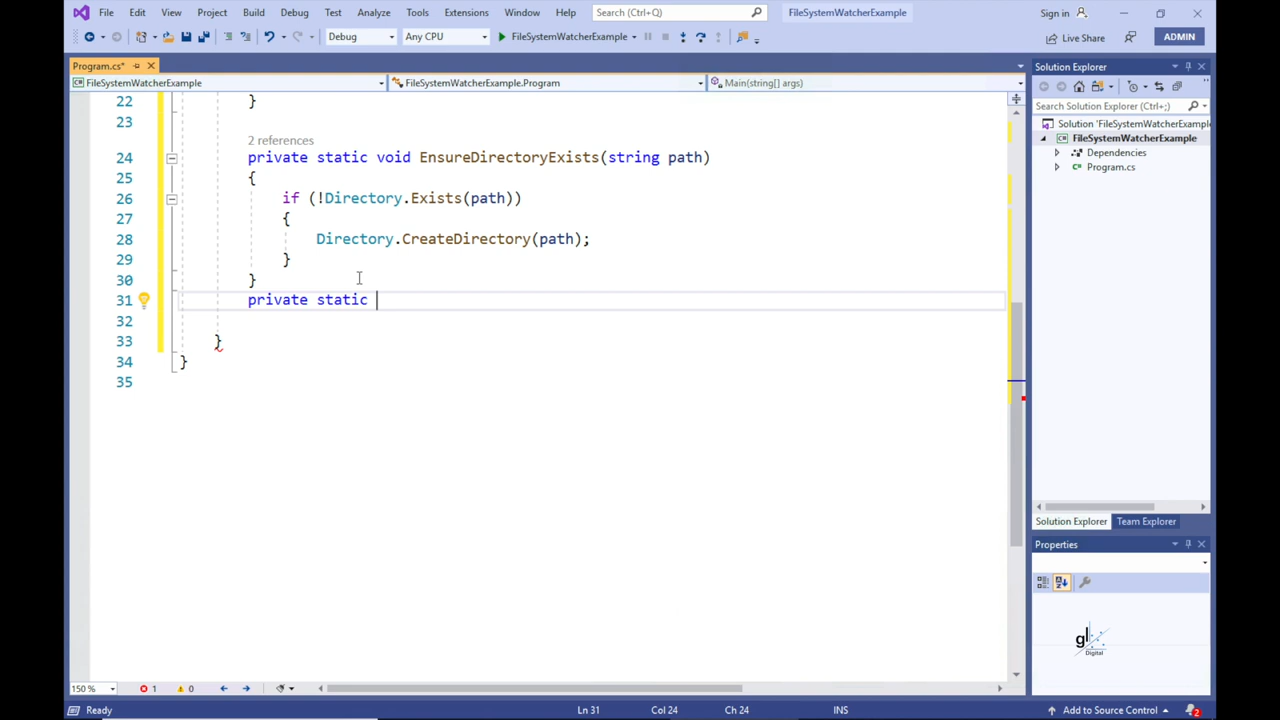 File Edit View Project Build Debug Test Analyze Tools Extensions Window Help Search (Ctrl+Q) FileSystemWatcherExample Sign in
Debug Any CPU FileSystemWatcherExample Live Share ADMIN
Program.cs*
FileSystemWatcherExample FileSystemWatcherExample.Program Main(string[] args)
22 }
23
2 references
24 private static void EnsureDirectoryExists(string path)
25 {
26 if (!Directory.Exists(path))
27 {
28 Directory.CreateDirectory(path);
29 }
30 }
31 private static
32
33 }
34 }
35
150 % 1 0
Solution Explorer
Search Solution Explorer (Ctrl+;)
Solution 'FileSystemWatcherExample
FileSystemWatcherExample
Dependencies
Program.cs
Solution Explorer Team Explorer
Properties
gl
Digital
Ready Ln 31 Col 24 Ch 24 INS Add to Source Control 2